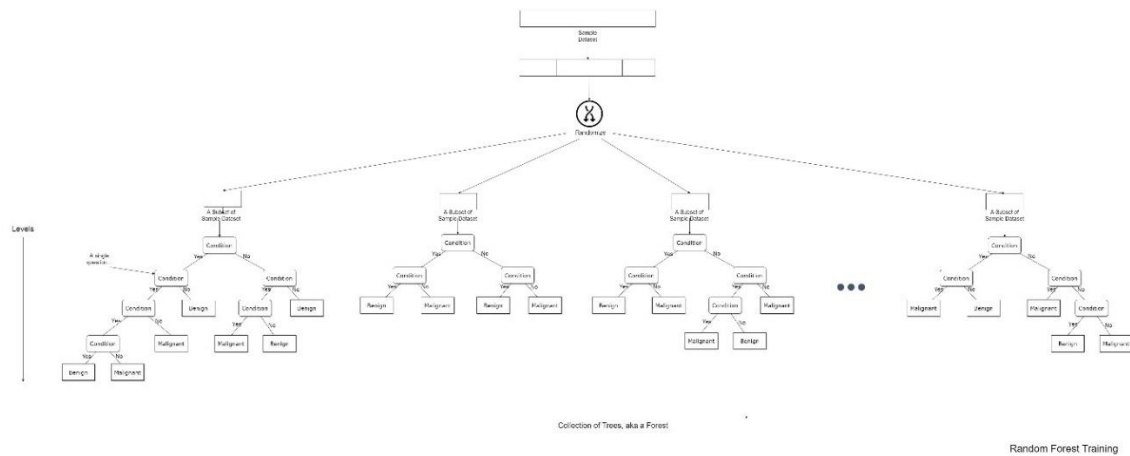 Sample
Dataset
Randomize
A Subset of
Sample Dataset
A Subset of
Sample Dataset
A Subset of
Sample Dataset
A Subset of
Sample Dataset
Levels
Condition
Condition
Condition
Condition
A single
question
Yes
No
Yes
No
Yes
No
Yes
No
Condition
Condition
Condition
Condition
Condition
Condition
Condition
Condition
Yes
No
Yes
No
Yes
No
Yes
No
Yes
No
Yes
No
Yes
No
Yes
No
Condition
Benign
Condition
Benign
Benign
Malignant
Benign
Malignant
Benign
Malignant
Condition
Malignant
Malignant
Benign
Malignant
Condition
Yes
No
Yes
No
Yes
No
Yes
No
Condition
Malignant
Malignant
Benign
Malignant
Benign
Benign
Malignant
Yes
No
Benign
Malignant
Collection of Trees, aka a Forest
Random Forest Training